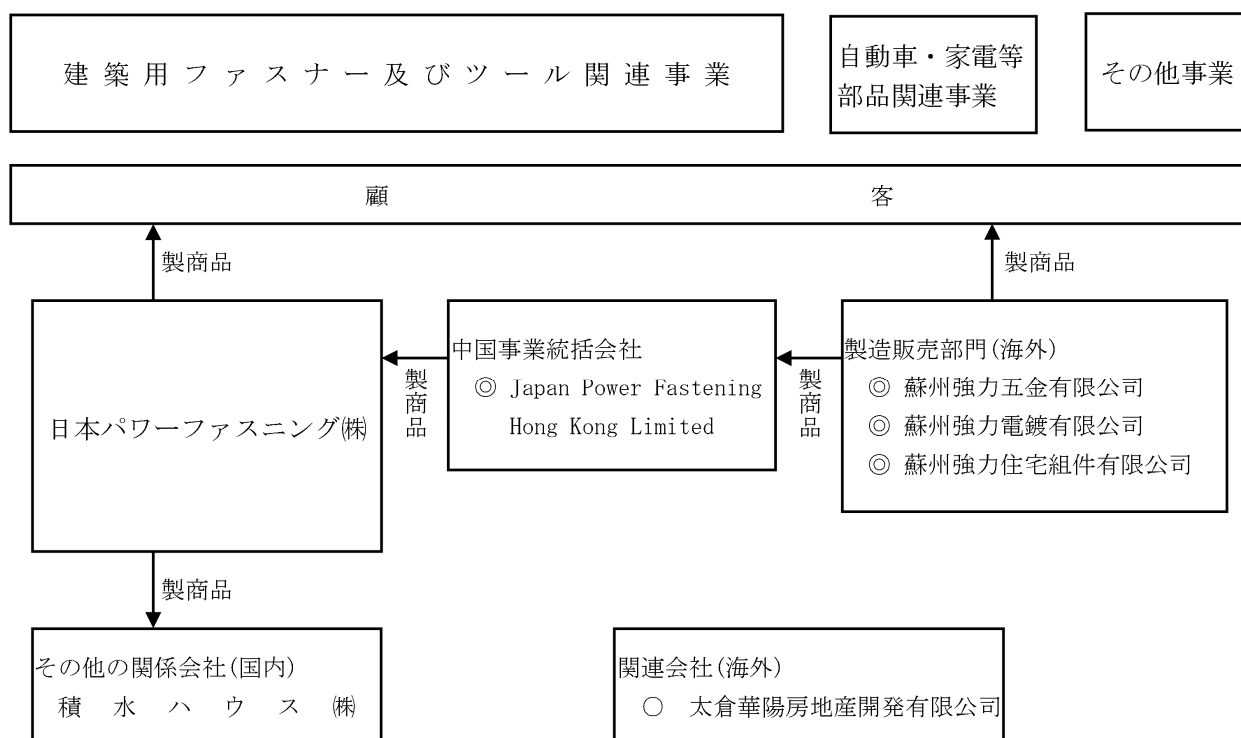 建築用ファスナー及びツール関連事業
自動車・家電等
部品関連事業
その他事業
顧客
製商品
製商品
日本パワーファスニング㈱
製商品
中国事業統括会社
◎ Japan Power Fastening
Hong Kong Limited
製商品
製造販売部門(海外)
◎ 蘇州強力五金有限公司
◎ 蘇州強力電鍍有限公司
◎ 蘇州強力住宅組件有限公司
製商品
その他の関係会社(国内)
積水ハウス㈱
関連会社(海外)
○ 太倉華陽房地産開発有限公司